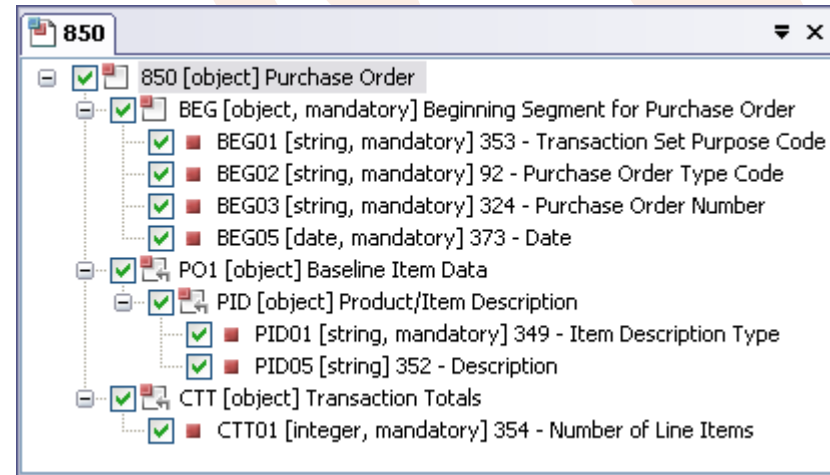 850
850 [object] Purchase Order
BEG [object, mandatory] Beginning Segment for Purchase Order
BEG01 [string, mandatory] 353 - Transaction Set Purpose Code
BEG02 [string, mandatory] 92 - Purchase Order Type Code
BEG03 [string, mandatory] 324 - Purchase Order Number
BEG05 [date, mandatory] 373 - Date
PO1 [object] Baseline Item Data
PID [object] Product/Item Description
PID01 [string, mandatory] 349 - Item Description Type
PID05 [string] 352 - Description
CTT [object] Transaction Totals
CTT01 [integer, mandatory] 354 - Number of Line Items